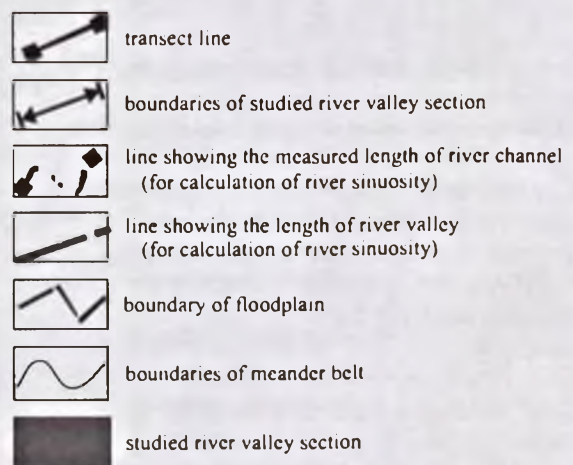 transect line
boundaries of studied river valley section
line showing the measured length of river channel
(for calculation of river sinuosity)
line showing the length of river valley
(for calculation of river sinuosity)
boundary of floodplain
boundaries of meander belt
studied river valley section